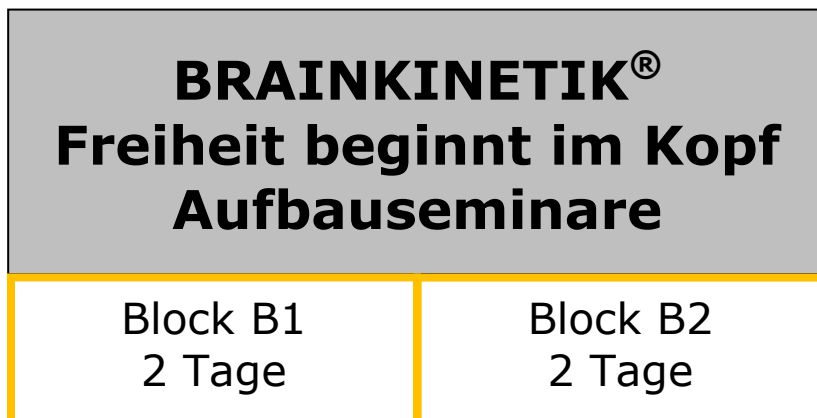 BRAINKINETIK®
Freiheit beginnt im Kopf
Aufbauseminare
Block B1
2 Tage
Block B2
2 Tage